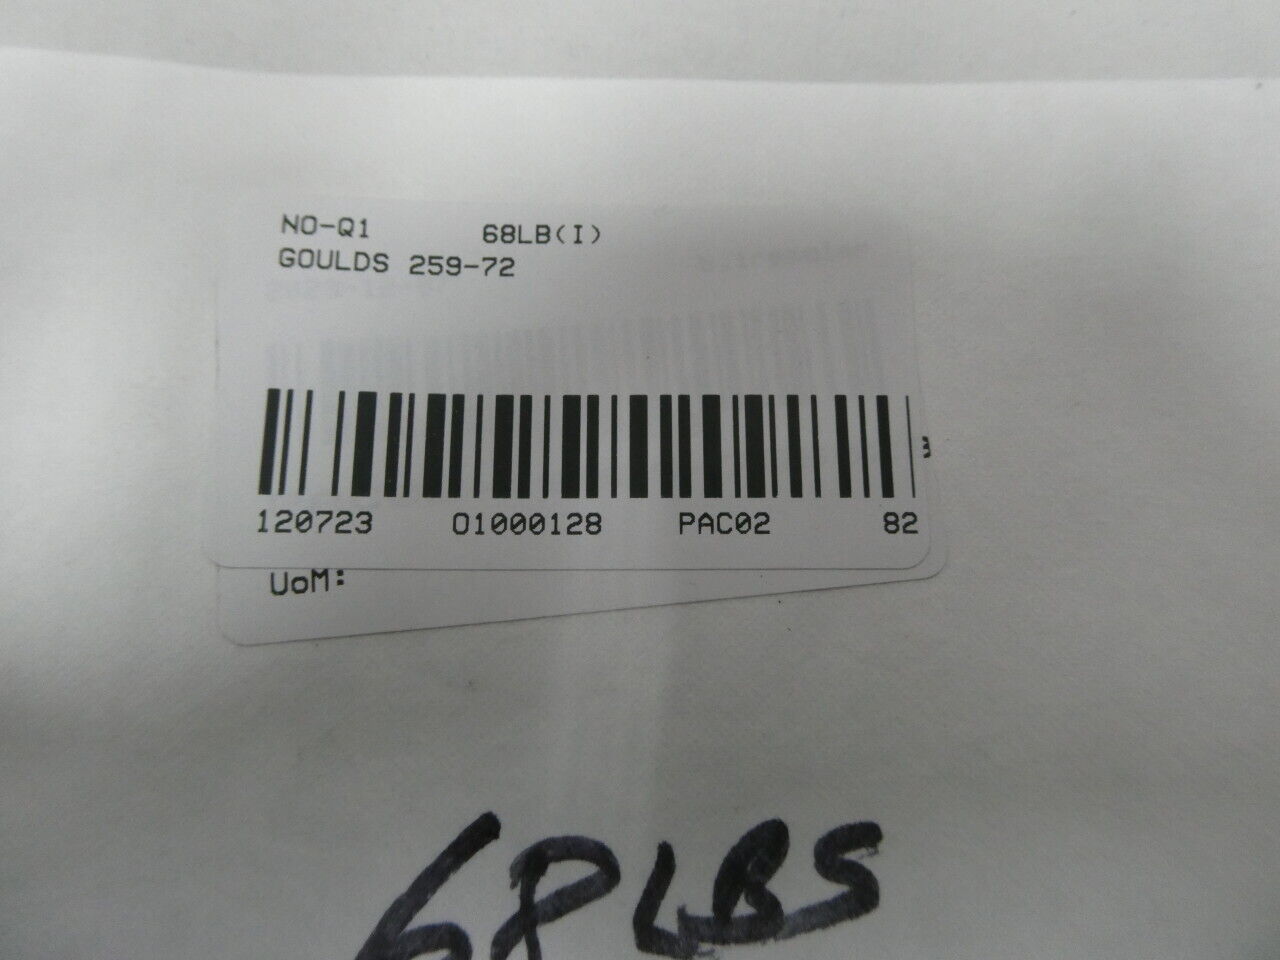 NO-Q1 68LB(I)
GOULDS 259-72
120723 01000128 PAC02 82
UoM:
68LBS